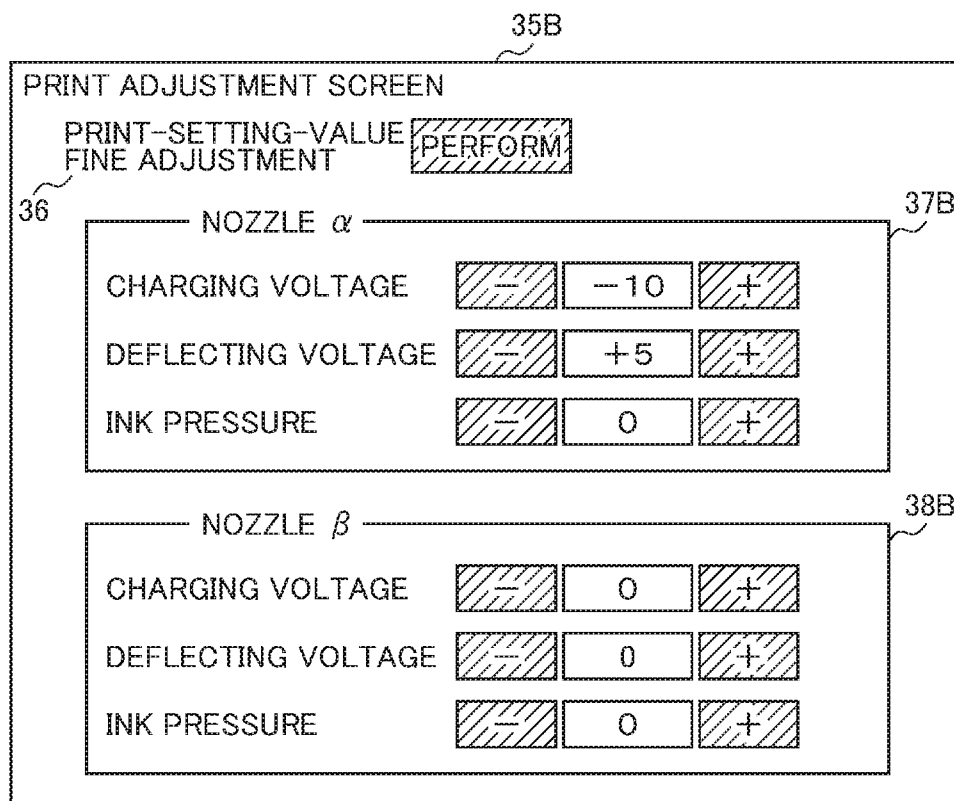 35B
PRINT ADJUSTMENT SCREEN
PRINT-SETTING-VALUE
FINE ADJUSTMENT
PERFORM
36
37B
NOZZLE α
CHARGING VOLTAGE − −10 +
DEFLECTING VOLTAGE − +5 +
INK PRESSURE − 0 +
38B
NOZZLE β
CHARGING VOLTAGE − 0 +
DEFLECTING VOLTAGE − 0 +
INK PRESSURE − 0 +